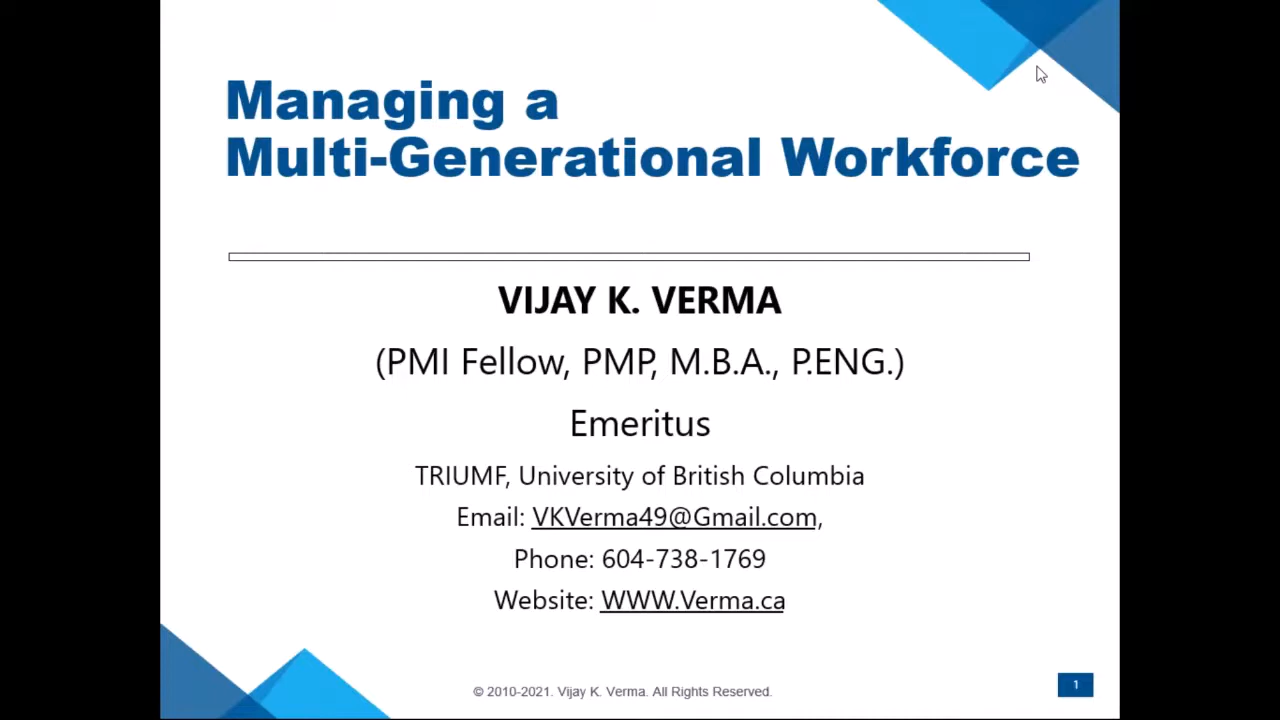 Managing a
Multi-Generational Workforce
VIJAY K. VERMA
(PMI Fellow, PMP, M.B.A., P.ENG.)
Emeritus
TRIUMF, University of British Columbia
Email: VKVerma49@Gmail.com,
Phone: 604-738-1769
Website: WWW.Verma.ca
© 2010-2021. Vijay K. Verma. All Rights Reserved.
1